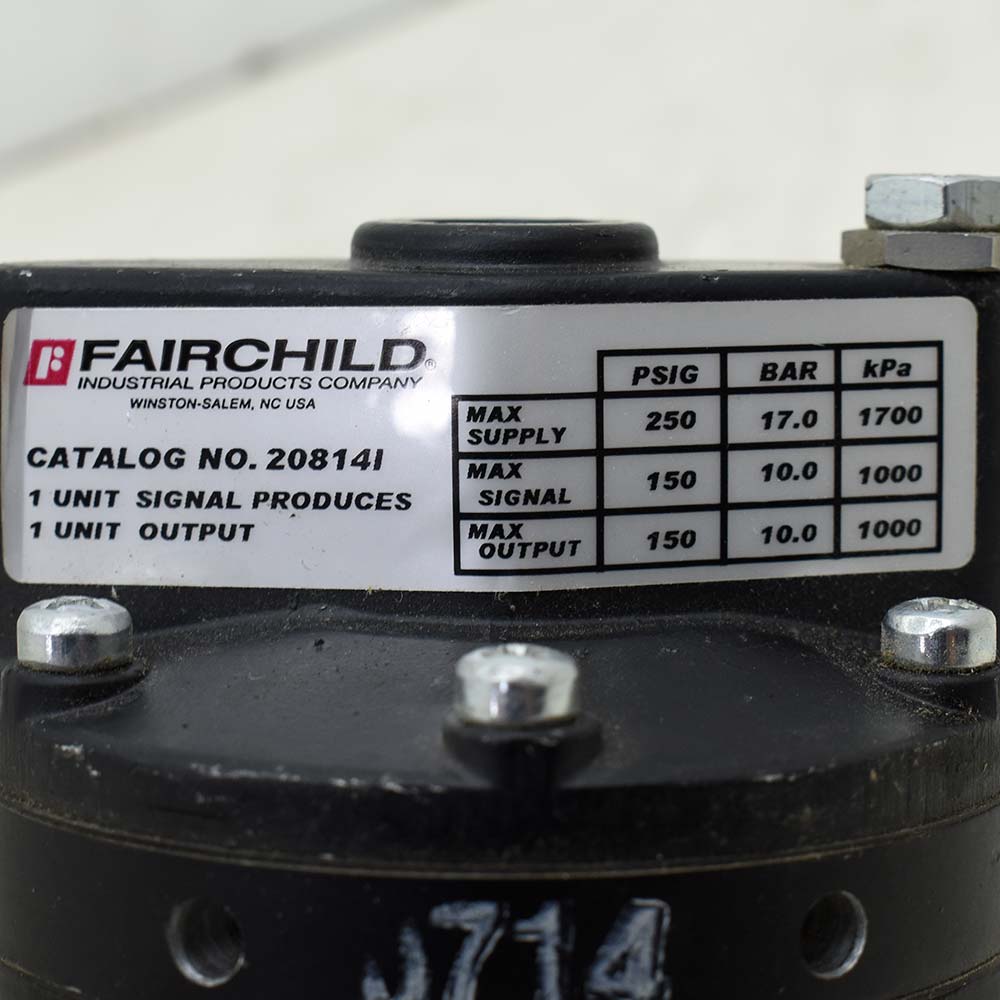 FAIRCHILD®
INDUSTRIAL PRODUCTS COMPANY
WINSTON-SALEM, NC USA
CATALOG NO. 20814I
1 UNIT SIGNAL PRODUCES
1 UNIT OUTPUT
PSIG BAR kPa
MAX SUPPLY 250 17.0 1700
MAX SIGNAL 150 10.0 1000
MAX OUTPUT 150 10.0 1000
J714